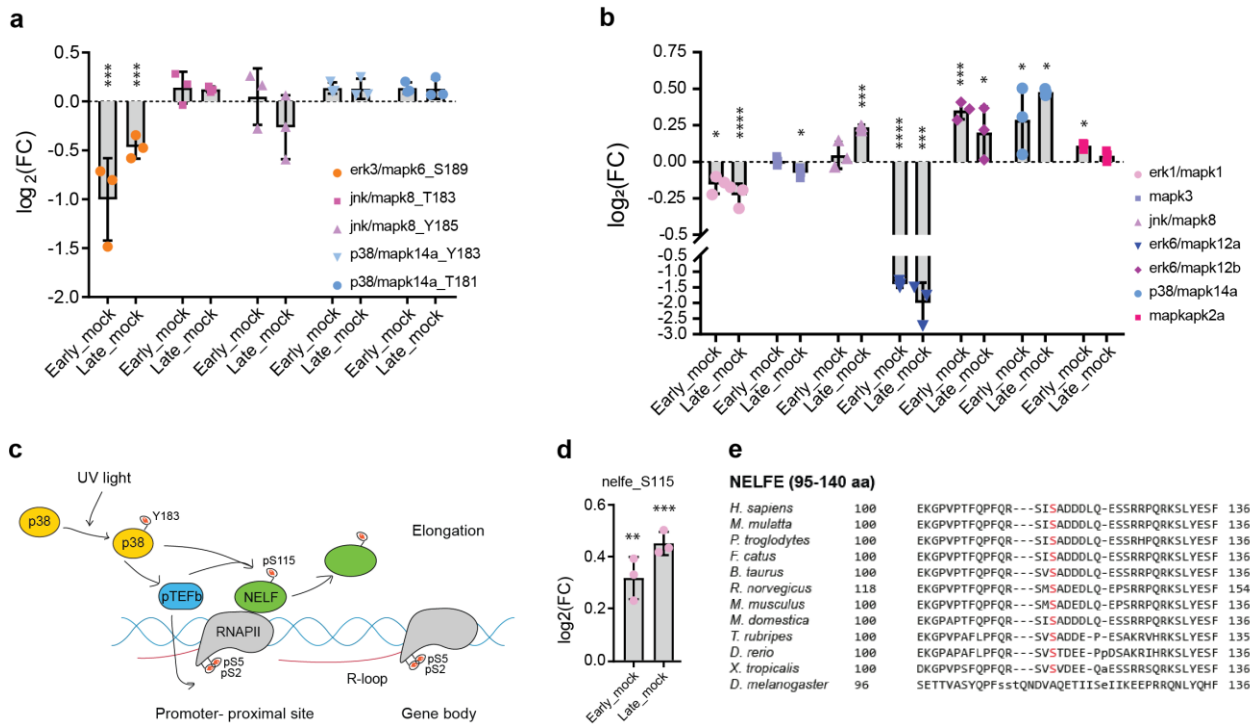 a
log₂(FC)
0.5
0.0
-0.5
-1.0
-1.5
-2.0
***
***
erk3/mapk6_S189
jnk/mapk8_T183
jnk/mapk8_Y185
p38/mapk14a_Y183
p38/mapk14a_T181
Early_mock
Late_mock
Early_mock
Late_mock
Early_mock
Late_mock
Early_mock
Late_mock
Early_mock
Late_mock
b
log₂(FC)
0.75
0.50
0.25
0.00
-0.25
-0.5
-0.5
-1.0
-1.5
-2.0
-2.5
-3.0
*
****
*
***
****
***
***
*
*
*
*
erk1/mapk1
mapk3
jnk/mapk8
erk6/mapk12a
erk6/mapk12b
p38/mapk14a
mapkapk2a
Early_mock
Late_mock
Early_mock
Late_mock
Early_mock
Late_mock
Early_mock
Late_mock
Early_mock
Late_mock
Early_mock
Late_mock
Early_mock
Late_mock
c
UV light
p38
Y183
p38
Elongation
pS115
pTEFb
NELF
RNAPII
pS5
pS2
pS5
pS2
R-loop
Promoter- proximal site
Gene body
d
nelfe_S115
log2(FC)
0.6
0.4
0.2
0.0
**
***
Early_mock
Late_mock
e
NELFE (95-140 aa)
H. sapiens 100 EKGPVPTFQPFQR---SISADDDLQ-ESSRRPQRKSLYESF 136
M. mulatta 100 EKGPVPTFQPFQR---SISADDDLQ-ESSRRPQRKSLYESF 136
P. troglodytes 100 EKGPVPTFQPFQR---SISADDDLQ-ESSRHPQRKSLYESF 136
F. catus 100 EKGPVPTFQPFQR---SISADDDLQ-ESSRRPQRKSLYESF 136
B. taurus 100 EKGPVPTFQPFQR---SVSADDDLQ-ESSRRPQRKSLYESF 136
R. norvegicus 118 EKGPVPTFQPFQR---SMSADEDLQ-EPSRRPQRKSLYESF 154
M. musculus 100 EKGPVPTFQPFQR---SMSADEDLQ-EPSRRPQRKSLYESF 136
M. domestica 100 EKGPAPTFQPFQR---SISADDDLQ-ESSRRPQRKSLYESF 136
T. rubripes 100 EKGPVPAFLPFQR---SVSADDE-P-ESAKRVHRKSLYESF 135
D. rerio 100 EKGPAPAFLPFQR---SVSTDEE-PpDSAKRIHRKSLYESF 136
X. tropicalis 100 DKGPVPSFQPFQR---SVSVDEE-QaESSRRQQRKSLYESF 136
D. melanogaster 96 SETTVASYQPFsstQNDVAQETIISeIIKEEPRRQNLYQHF 136